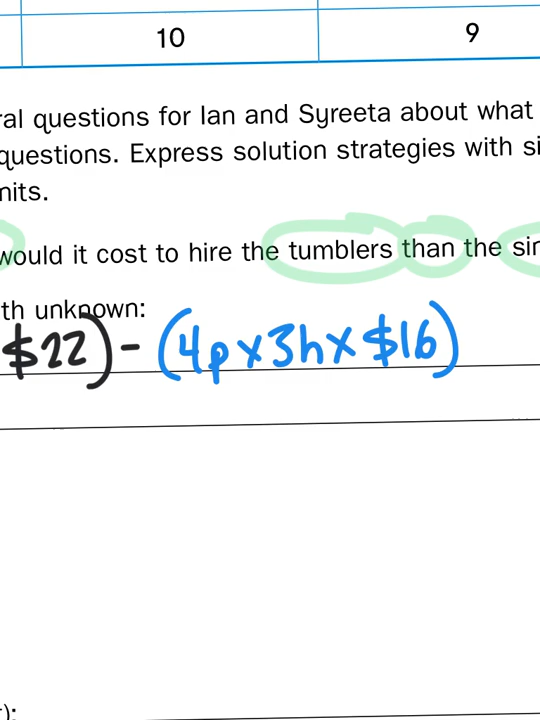 10 9
ral questions for Ian and Syreeta about what
questions. Express solution strategies with si
nits.
would it cost to hire the tumblers than the sin
th unknown:
$22) - (4p x 3h x $16)
r):